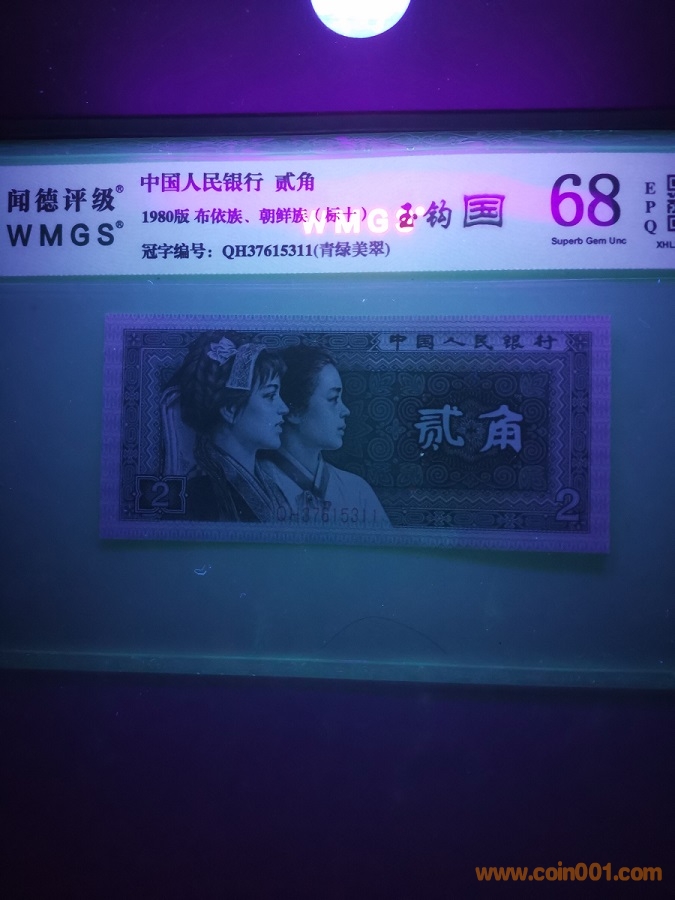 闻德评级®
WMGS®
中国人民银行 贰角
1980版 布依族、朝鲜族(标十)
冠字编号：QH37615311(青绿美翠)
WMGS®
玉钩国
68
Superb Gem Unc
EPQ
XHL
中国人民银行
贰角
2
2
QH37615311
www.coin001.com